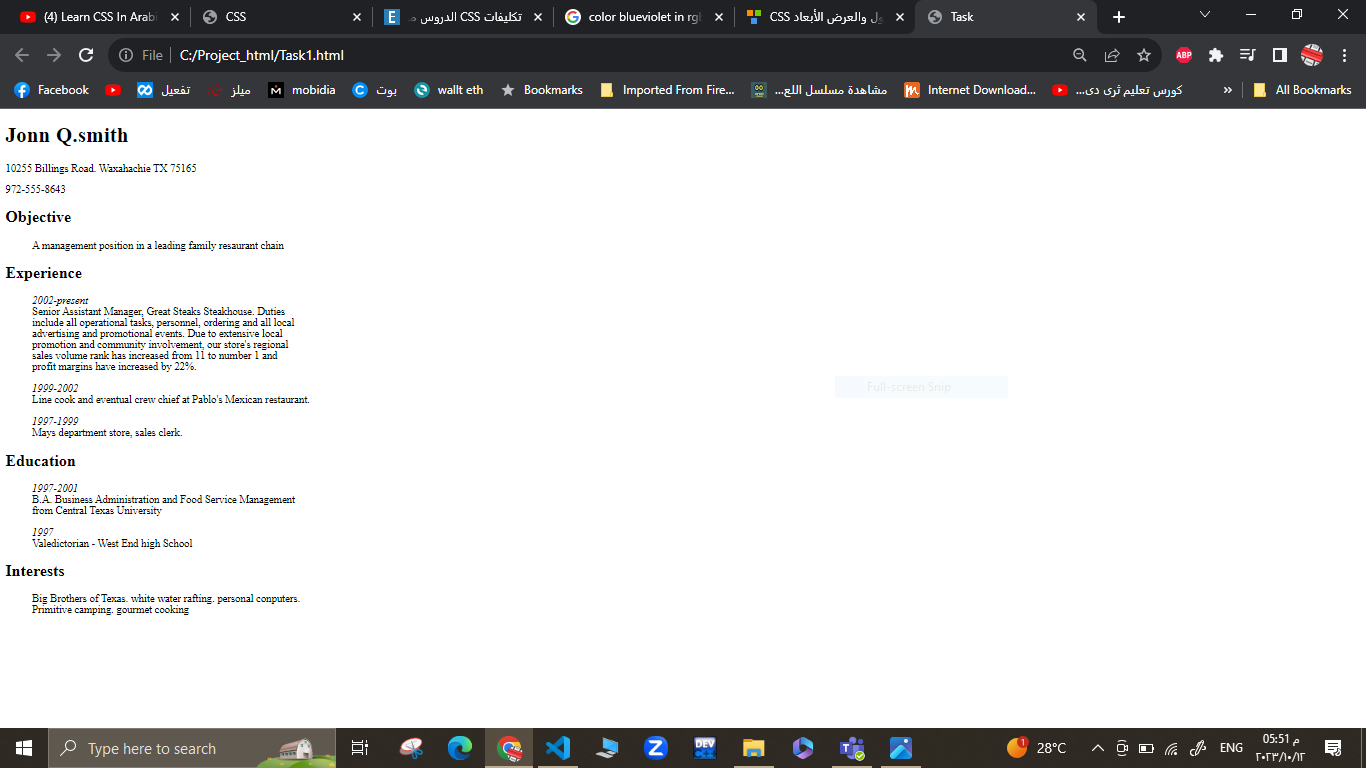 (4) Learn CSS In Arabi
CSS
تكليفات CSS الدروس مـ
color blueviolet in rgb
ول والعرض الأبعاد CSS
Task
File
C:/Project_html/Task1.html
ABP
Facebook
تفعيل
ميلز
mobidia
بوت
wallt eth
Bookmarks
Imported From Fire...
مشاهدة مسلسل اللع...
Internet Download...
كورس تعليم ثرى دى...
»
All Bookmarks
Jonn Q.smith
10255 Billings Road. Waxahachie TX 75165
972-555-8643
Objective
A management position in a leading family resaurant chain
Experience
2002-present
Senior Assistant Manager, Great Steaks Steakhouse. Duties
include all operational tasks, personnel, ordering and all local
advertising and promotional events. Due to extensive local
promotion and community involvement, our store's regional
sales volume rank has increased from 11 to number 1 and
profit margins have increased by 22%.
1999-2002
Line cook and eventual crew chief at Pablo's Mexican restaurant.
1997-1999
Mays department store, sales clerk.
Full-screen Snip
Education
1997-2001
B.A. Business Administration and Food Service Management
from Central Texas University
1997
Valedictorian - West End high School
Interests
Big Brothers of Texas. white water rafting. personal conputers.
Primitive camping. gourmet cooking
Type here to search
DEV
1
28°C
ENG
05:51 م
٢٠٢٣/١٠/١٢